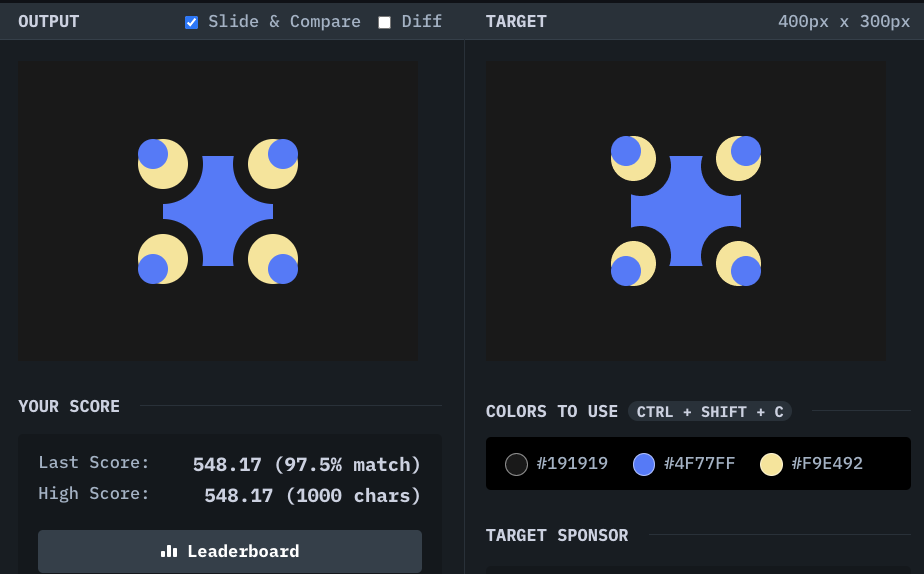 OUTPUT Slide & Compare Diff
TARGET 400px x 300px
YOUR SCORE
Last Score: 548.17 (97.5% match)
High Score: 548.17 (1000 chars)
Leaderboard
COLORS TO USE CTRL + SHIFT + C
#191919 #4F77FF #F9E492
TARGET SPONSOR